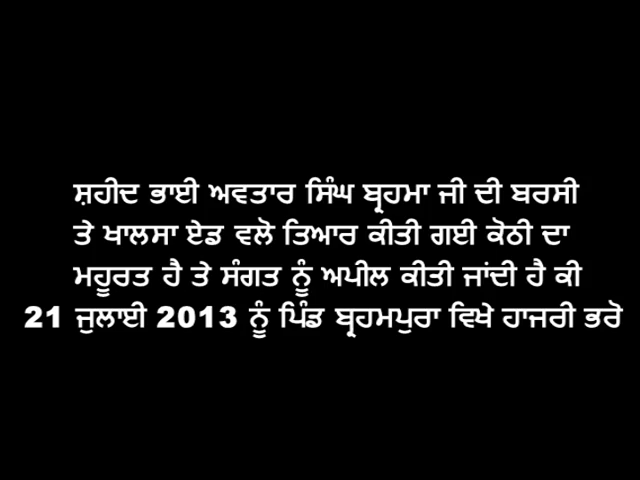 ਸ਼ਹੀਦ ਭਾਈ ਅਵਤਾਰ ਸਿੰਘ ਬ੍ਰਹਮਾ ਜੀ ਦੀ ਬਰਸੀ
ਤੇ ਖਾਲਸਾ ਏਡ ਵਲੋ ਤਿਆਰ ਕੀਤੀ ਗਈ ਕੋਠੀ ਦਾ
ਮਹੂਰਤ ਹੈ ਤੇ ਸੰਗਤ ਨੂੰ ਅਪੀਲ ਕੀਤੀ ਜਾਂਦੀ ਹੈ ਕੀ
21 ਜੁਲਾਈ 2013 ਨੂੰ ਪਿੰਡ ਬ੍ਰਹਮਪੁਰਾ ਵਿਖੇ ਹਾਜਰੀ ਭਰੋ